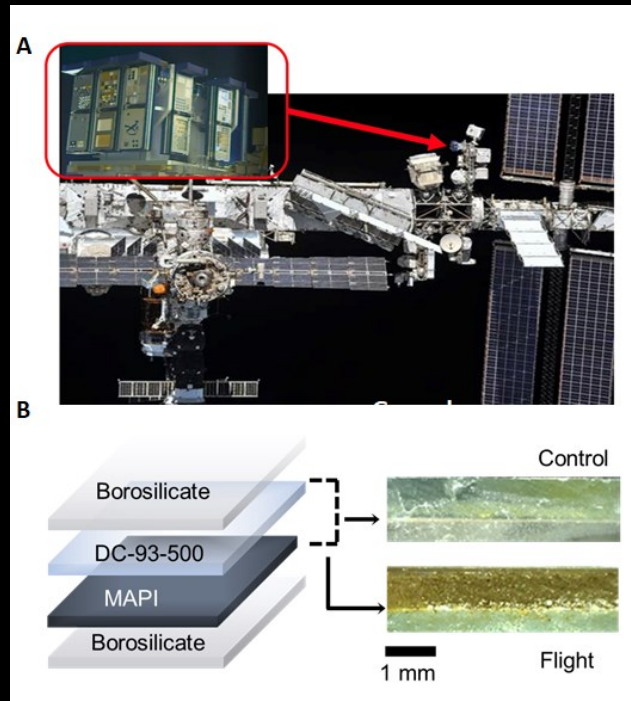 A
B
Borosilicate
DC-93-500
MAPI
Borosilicate
Control
Flight
1 mm